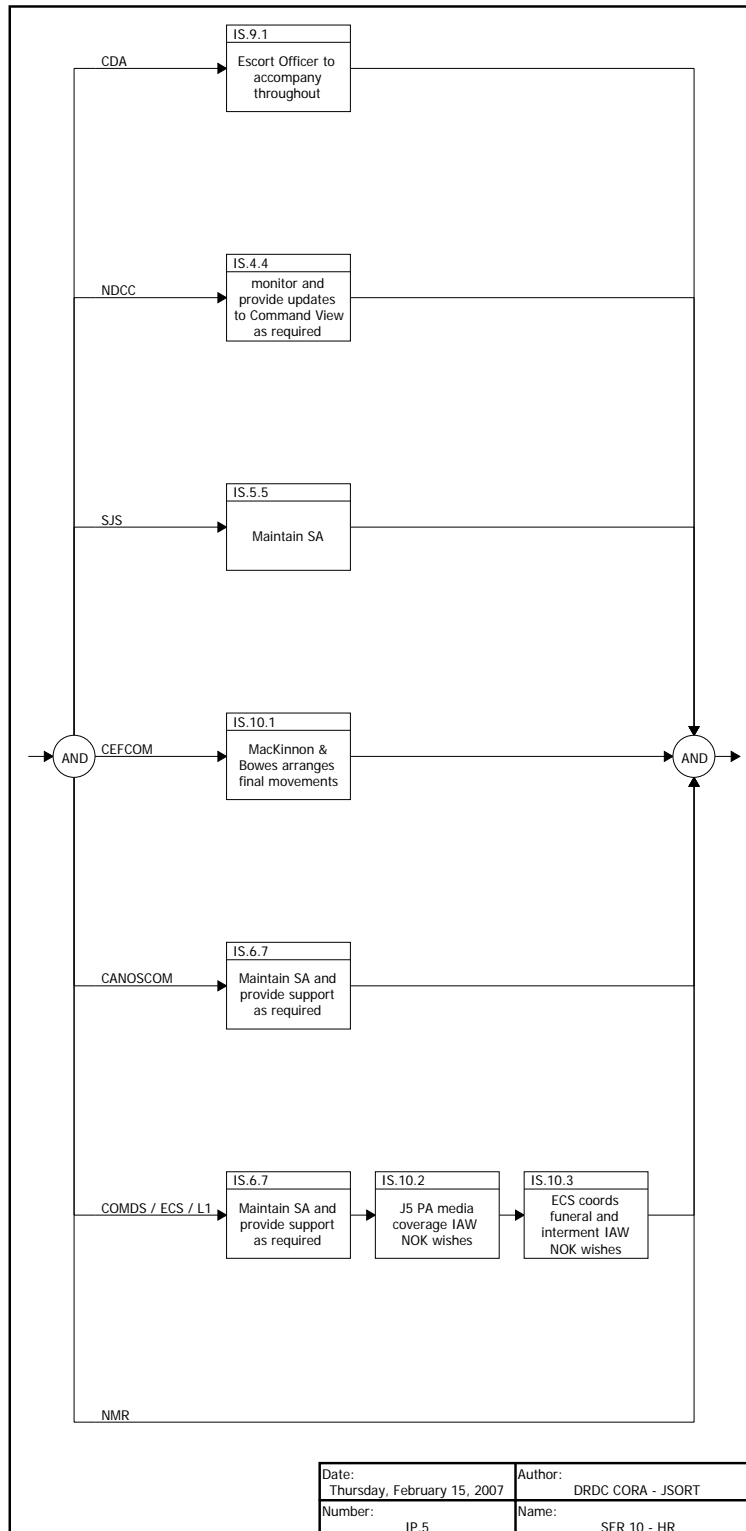 IS.9.1
CDA
Escort Officer to
accompany
throughout
IS.4.4
NDCC
monitor and
provide updates
to Command View
as required
IS.5.5
SJS
Maintain SA
IS.10.1
AND
CEFCOM
MacKinnon &
Bowes arranges
final movements
AND
IS.6.7
CANOSCOM
Maintain SA and
provide support
as required
IS.6.7
IS.10.2
IS.10.3
COMDS / ECS / L1
Maintain SA and
provide support
as required
J5 PA media
coverage IAW
NOK wishes
ECS coords
funeral and
interment IAW
NOK wishes
NMR
Date:
Thursday, February 15, 2007
Author:
DRDC CORA - JSORT
Number:
IP.5
Name:
SER 10 - HR